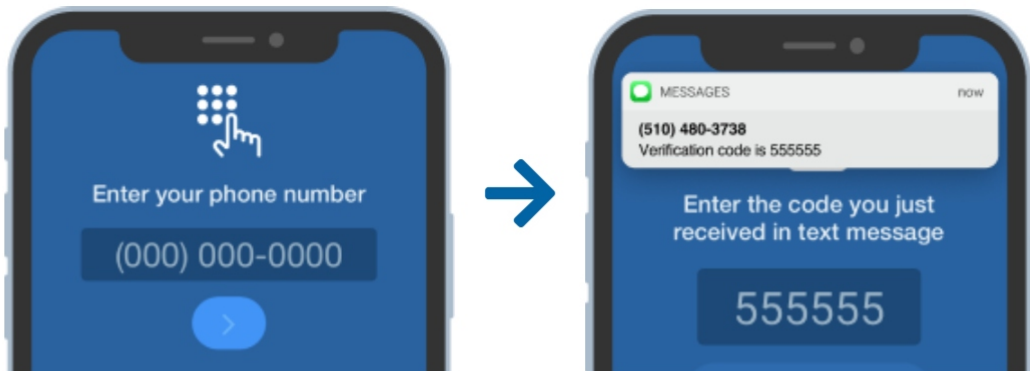 Enter your phone number
(000) 000-0000
MESSAGES now
(510) 480-3738
Verification code is 555555
Enter the code you just
received in text message
555555